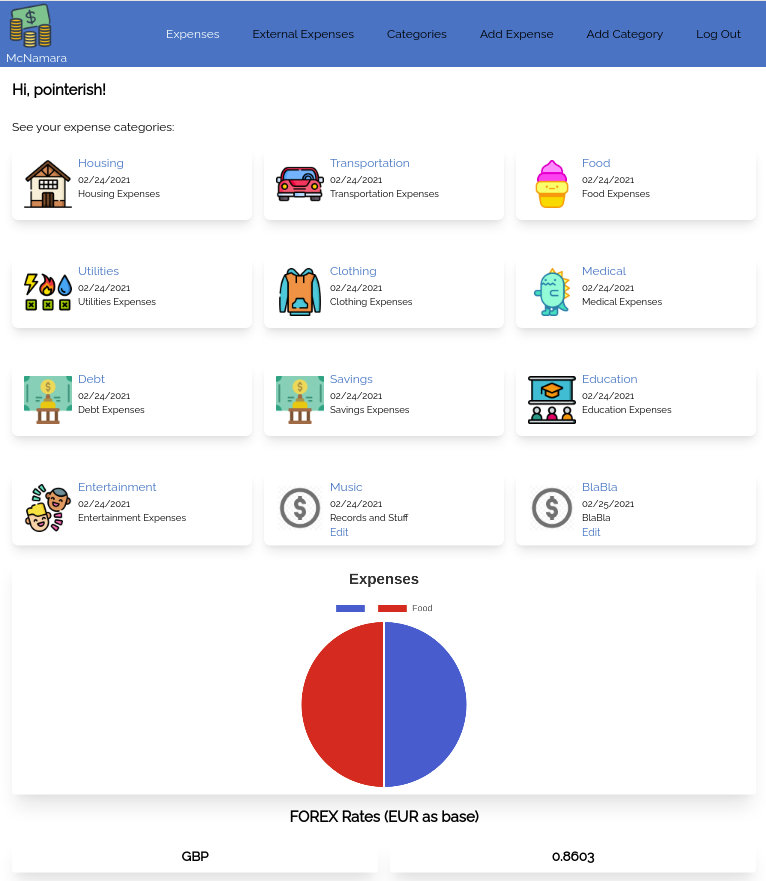 McNamara
Expenses External Expenses Categories Add Expense Add Category Log Out
Hi, pointerish!
See your expense categories:
Housing
02/24/2021
Housing Expenses
Transportation
02/24/2021
Transportation Expenses
Food
02/24/2021
Food Expenses
Utilities
02/24/2021
Utilities Expenses
Clothing
02/24/2021
Clothing Expenses
Medical
02/24/2021
Medical Expenses
Debt
02/24/2021
Debt Expenses
Savings
02/24/2021
Savings Expenses
Education
02/24/2021
Education Expenses
Entertainment
02/24/2021
Entertainment Expenses
Music
02/24/2021
Records and Stuff
Edit
BlaBla
02/25/2021
BlaBla
Edit
Expenses
Food
FOREX Rates (EUR as base)
GBP 0.8603